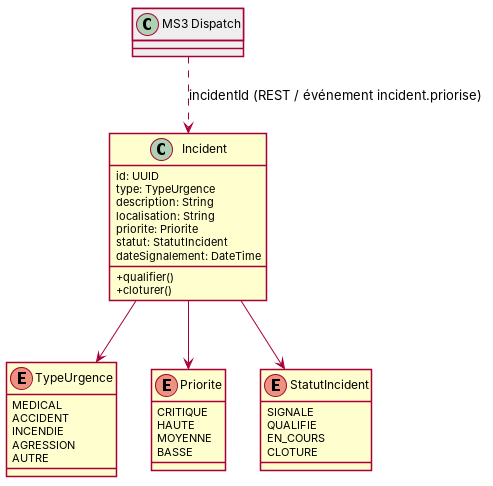 C MS3 Dispatch
incidentId (REST / événement incident.priorise)
C Incident
id: UUID
type: TypeUrgence
description: String
localisation: String
priorite: Priorite
statut: StatutIncident
dateSignalement: DateTime
+qualifier()
+cloturer()
E TypeUrgence
MEDICAL
ACCIDENT
INCENDIE
AGRESSION
AUTRE
E Priorite
CRITIQUE
HAUTE
MOYENNE
BASSE
E StatutIncident
SIGNALE
QUALIFIE
EN_COURS
CLOTURE